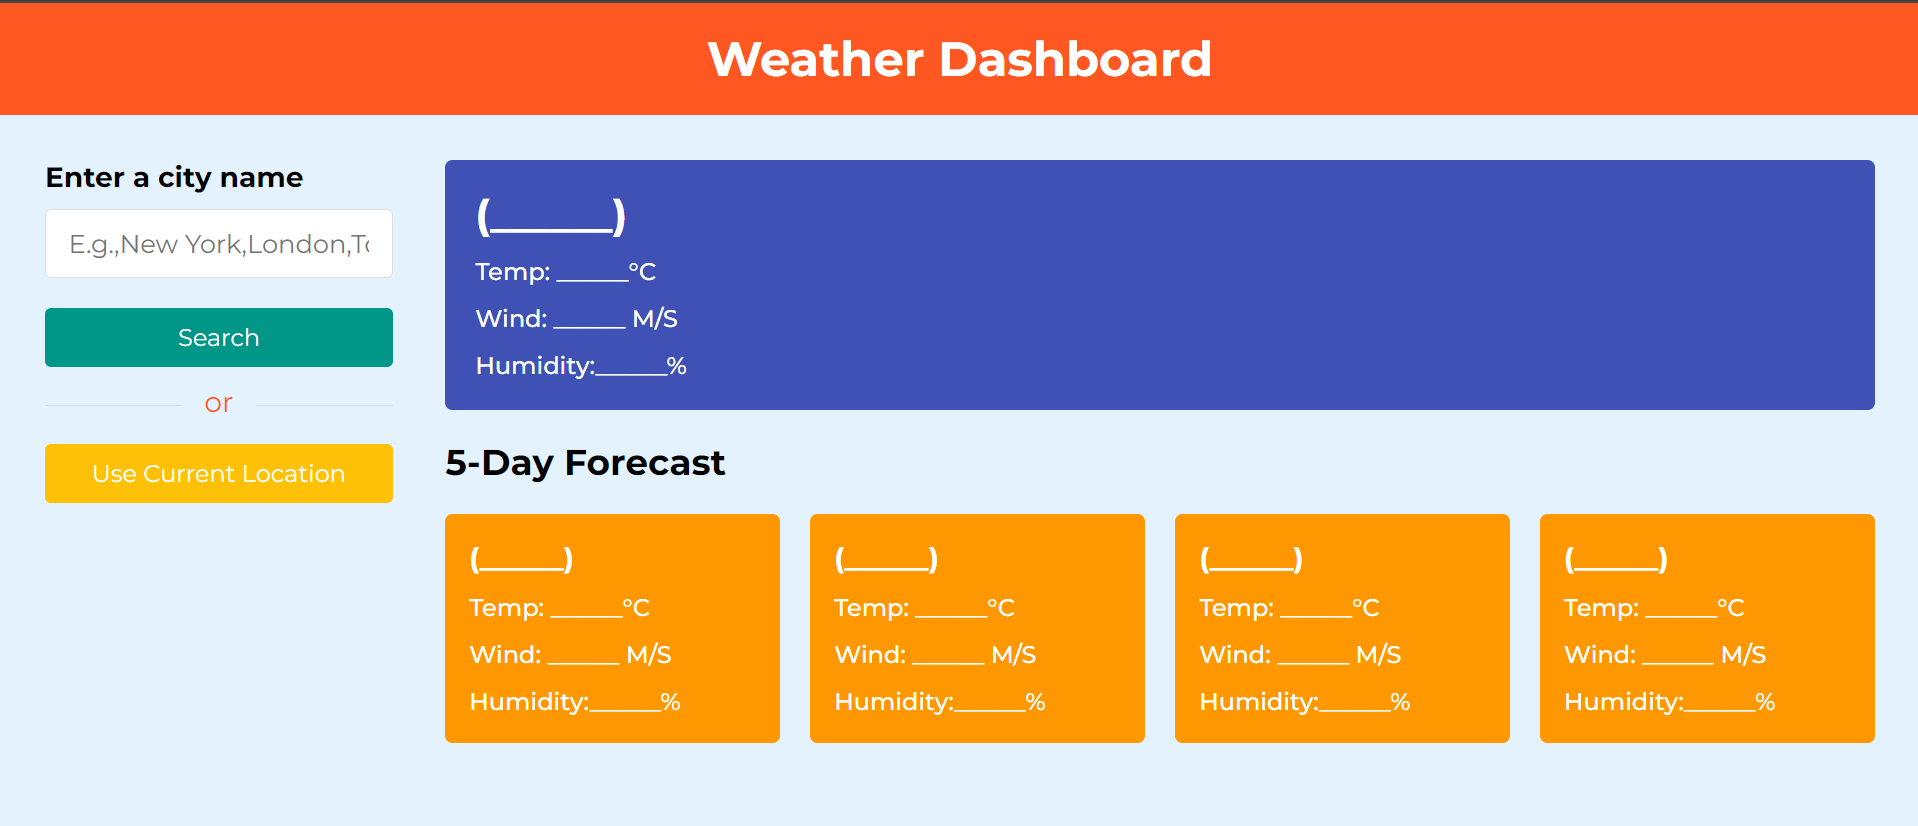 Weather Dashboard
Enter a city name
E.g.,New York,London,To
Search
or
Use Current Location
(______)
Temp: ______°C
Wind: ______ M/S
Humidity:______%
5-Day Forecast
(______)
Temp: ______°C
Wind: ______ M/S
Humidity:______%
(______)
Temp: ______°C
Wind: ______ M/S
Humidity:______%
(______)
Temp: ______°C
Wind: ______ M/S
Humidity:______%
(______)
Temp: ______°C
Wind: ______ M/S
Humidity:______%